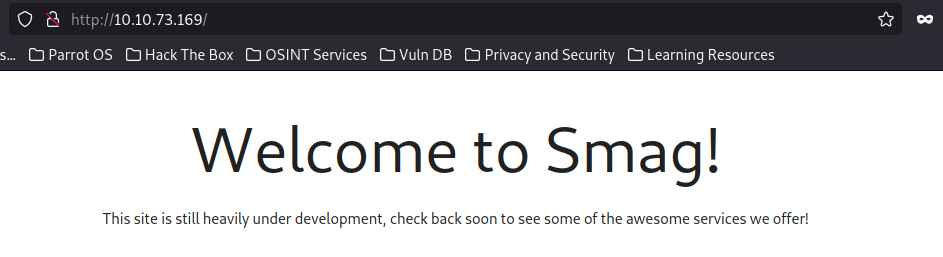 http://10.10.73.169/
s... Parrot OS Hack The Box OSINT Services Vuln DB Privacy and Security Learning Resources
Welcome to Smag!
This site is still heavily under development, check back soon to see some of the awesome services we offer!